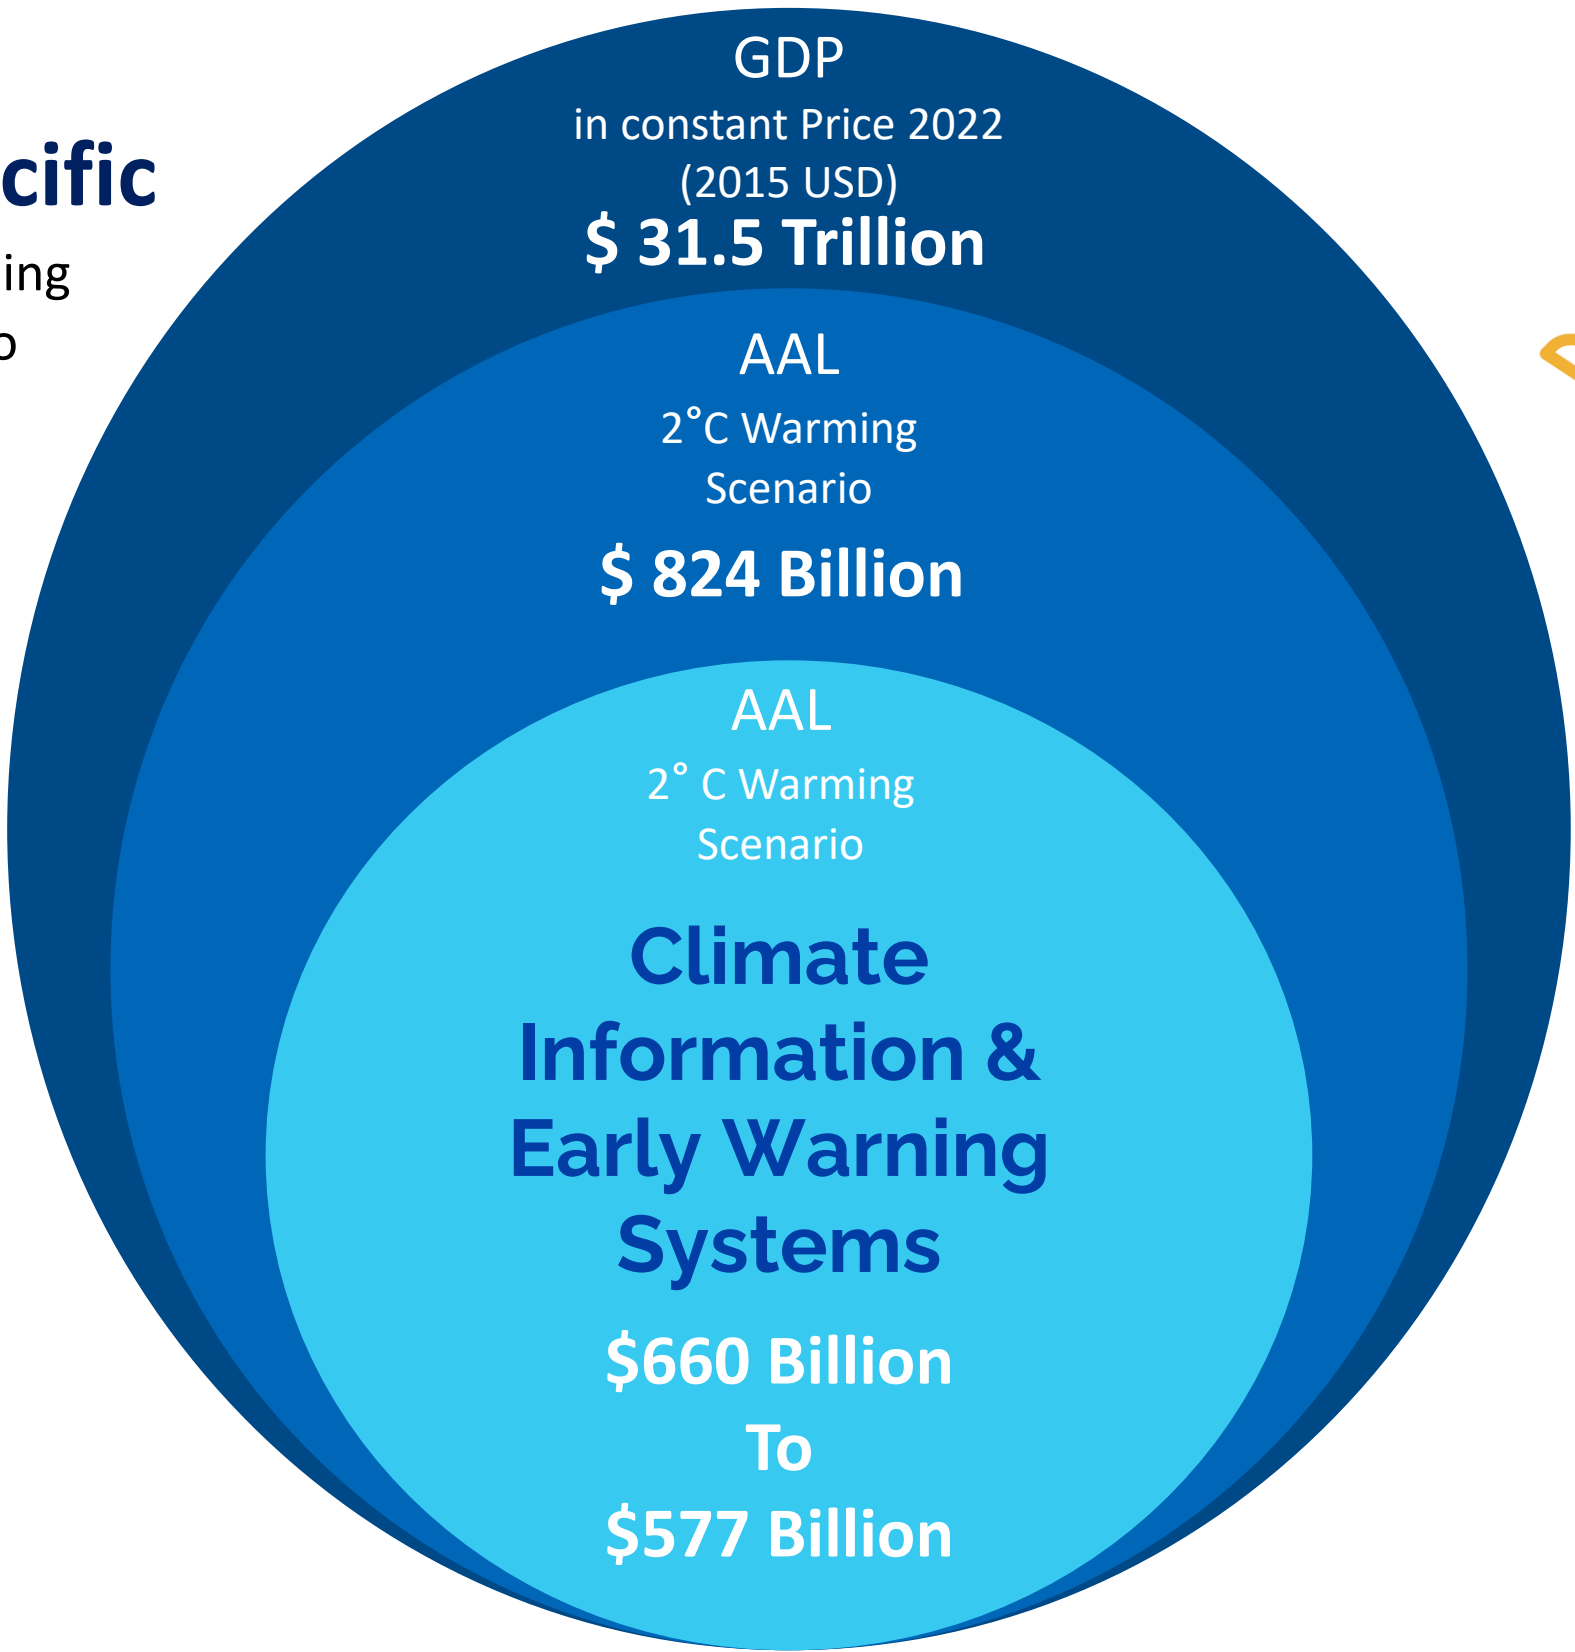 GDP
in constant Price 2022
(2015 USD)
$ 31.5 Trillion
cific
ing
o
AAL
2°C Warming
Scenario
$ 824 Billion
AAL
2° C Warming
Scenario
Climate
Information &
Early Warning
Systems
$660 Billion
To
$577 Billion